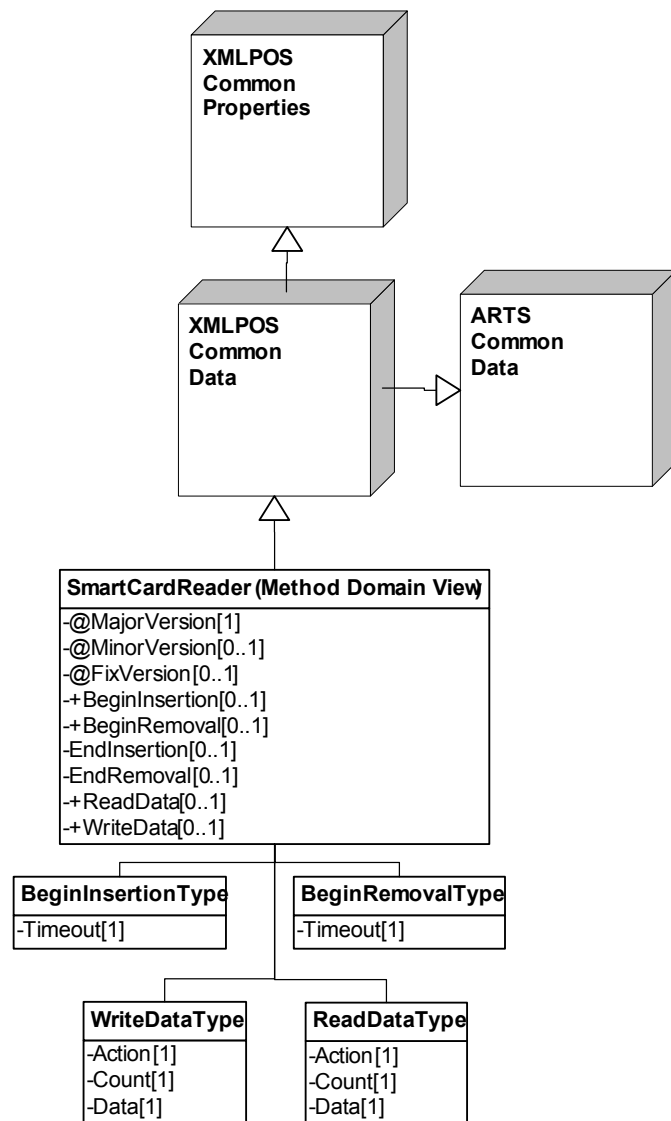 XMLPOS
Common
Properties
XMLPOS
Common
Data
ARTS
Common
Data
SmartCardReader (Method Domain View)
-@MajorVersion[1]
-@MinorVersion[0..1]
-@FixVersion[0..1]
-+BeginInsertion[0..1]
-+BeginRemoval[0..1]
-EndInsertion[0..1]
-EndRemoval[0..1]
-+ReadData[0..1]
-+WriteData[0..1]
BeginInsertionType
-Timeout[1]
BeginRemovalType
-Timeout[1]
WriteDataType
-Action[1]
-Count[1]
-Data[1]
ReadDataType
-Action[1]
-Count[1]
-Data[1]